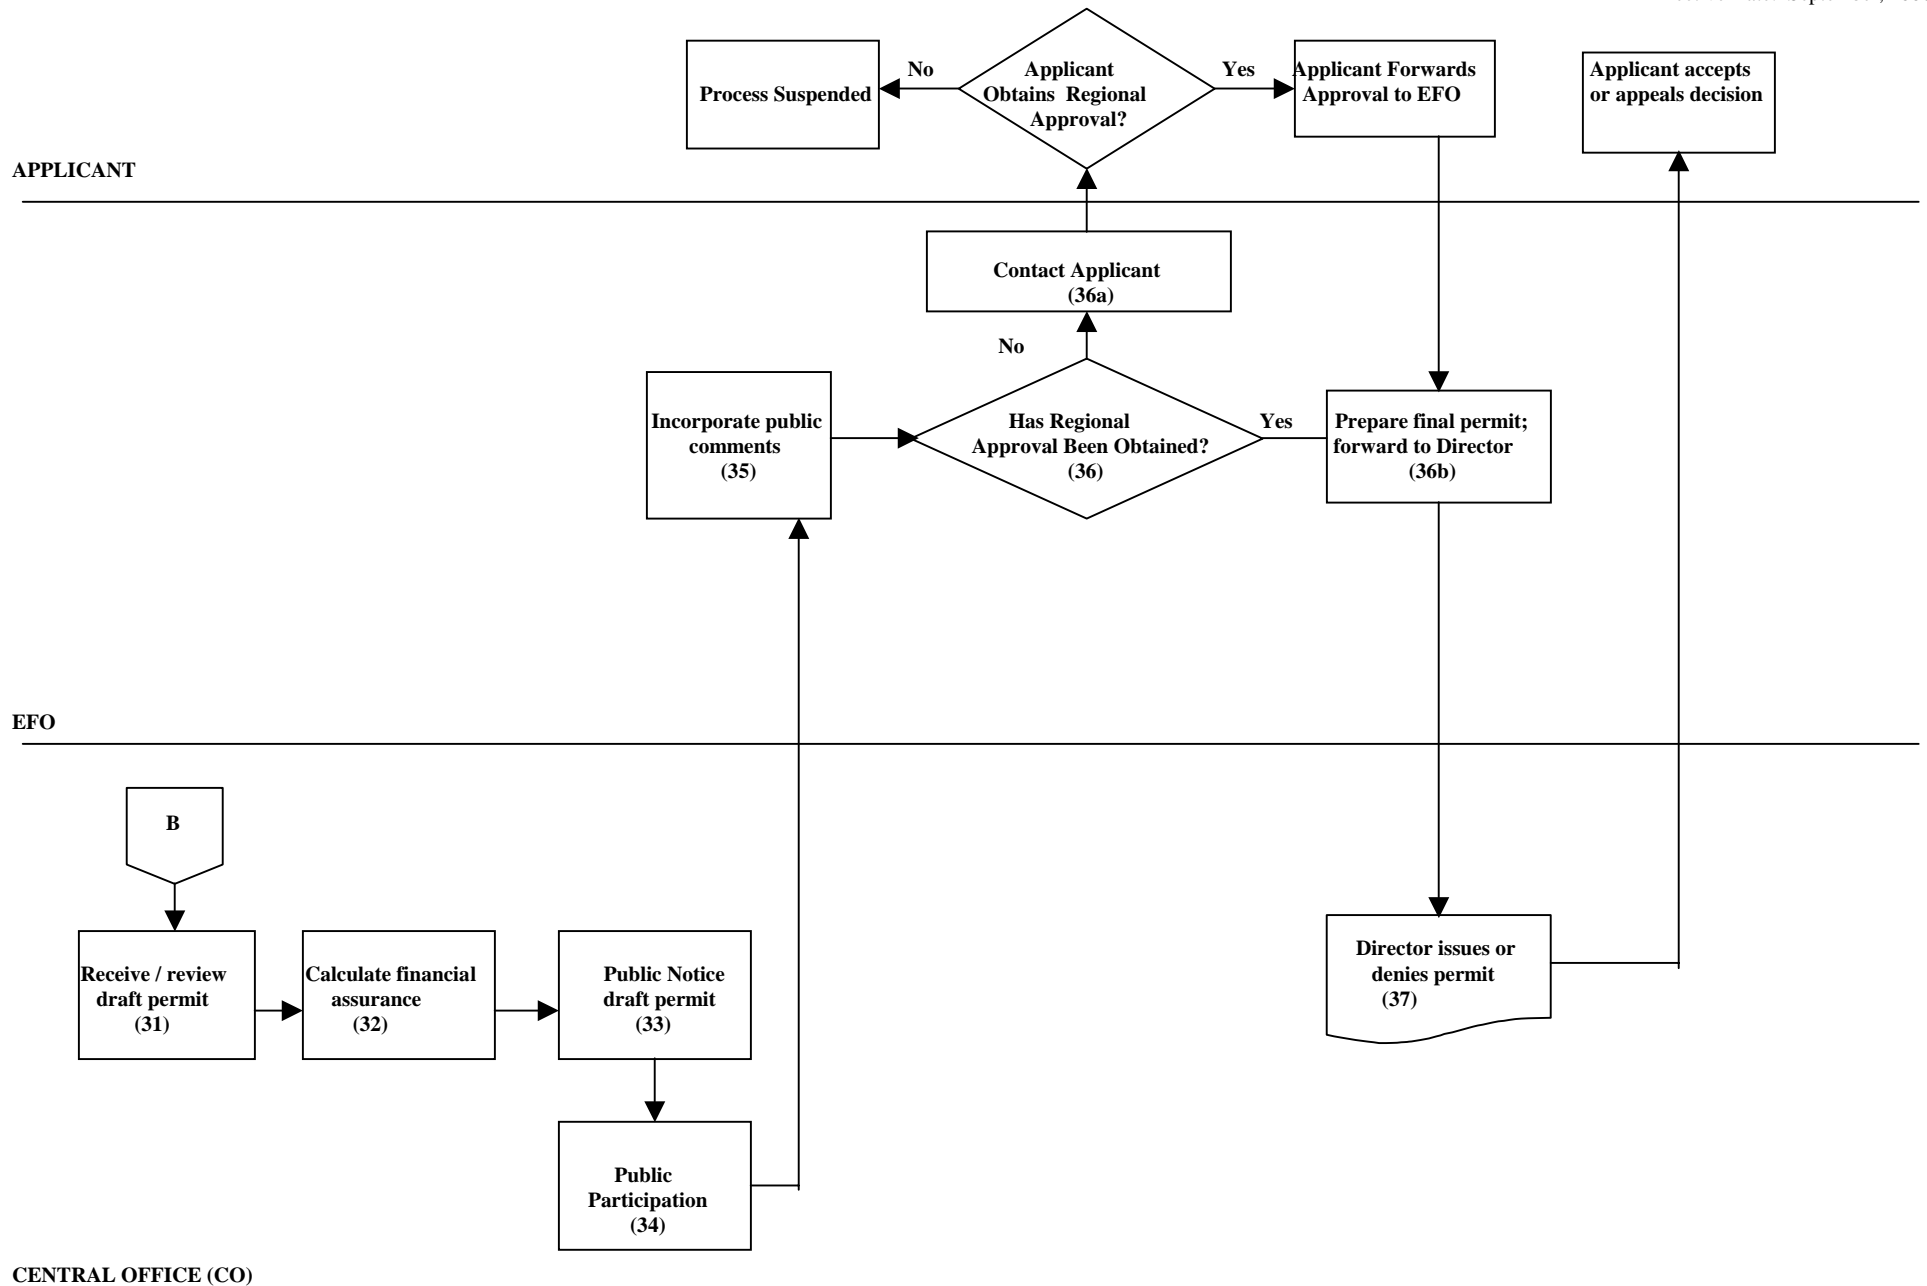 No
Applicant
Obtains Regional
Approval?
Yes
Process Suspended
Applicant Forwards
Approval to EFO
Applicant accepts
or appeals decision
APPLICANT
Contact Applicant
(36a)
No
Incorporate public
comments
(35)
Has Regional
Approval Been Obtained?
(36)
Yes
Prepare final permit;
forward to Director
(36b)
EFO
B
Receive / review
draft permit
(31)
Calculate financial
assurance
(32)
Public Notice
draft permit
(33)
Director issues or
denies permit
(37)
Public
Participation
(34)
CENTRAL OFFICE (CO)